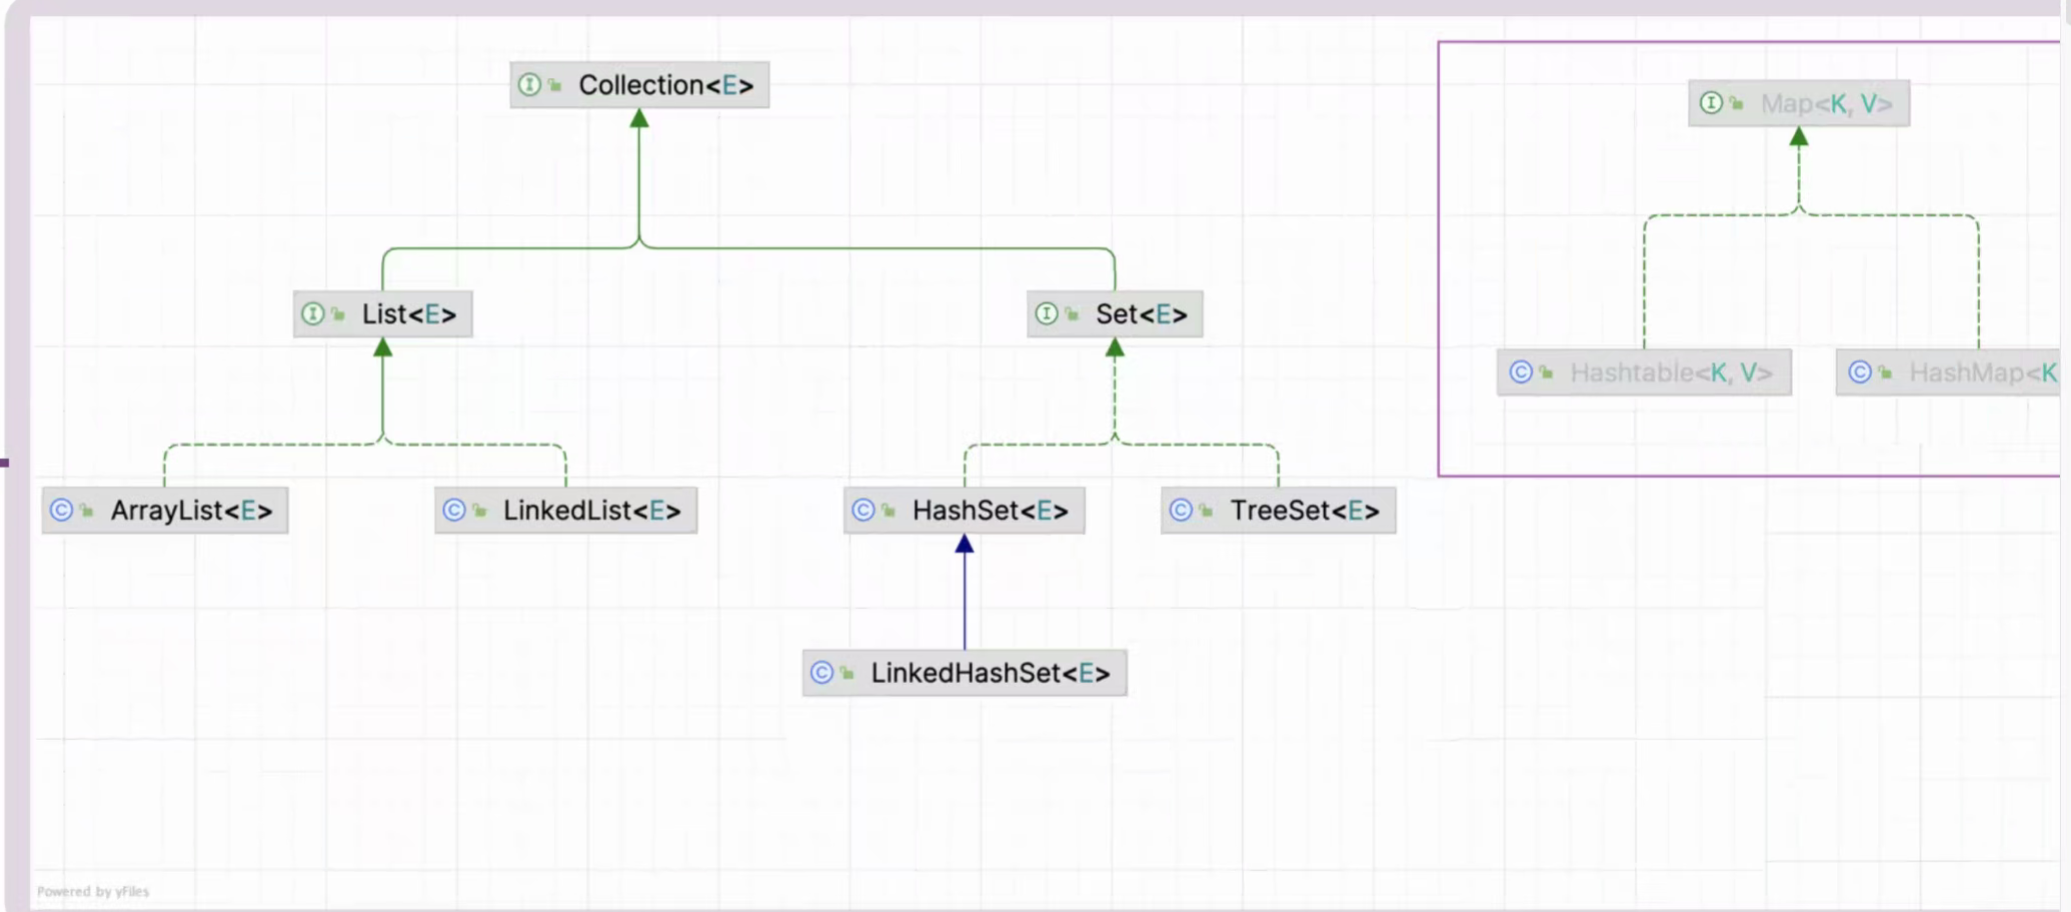 Collection<E>
Map<K, V>
List<E>
Set<E>
Hashtable<K, V>
HashMap<K
ArrayList<E>
LinkedList<E>
HashSet<E>
TreeSet<E>
LinkedHashSet<E>
Powered by yFiles